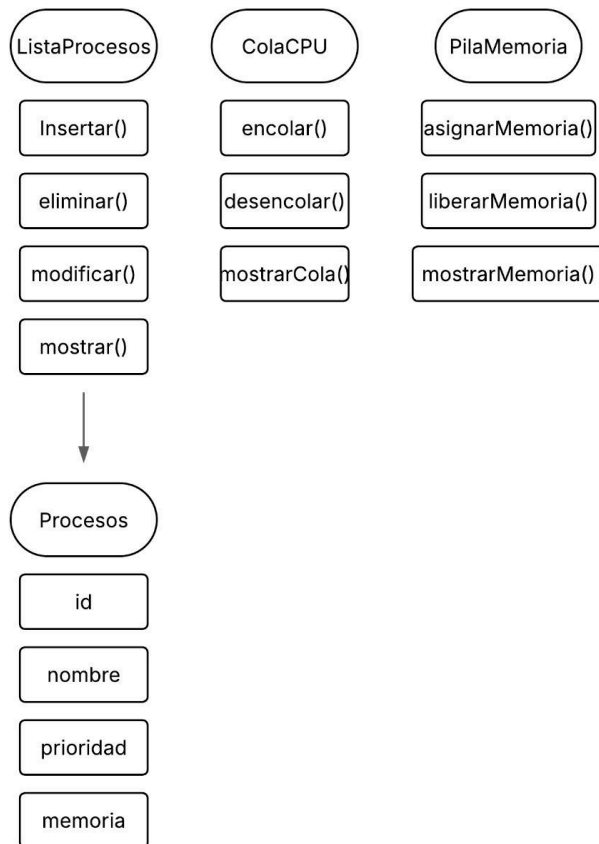 ListaProcesos
Insertar()
eliminar()
modificar()
mostrar()
Procesos
id
nombre
prioridad
memoria
ColaCPU
encolar()
desencolar()
mostrarCola()
PilaMemoria
asignarMemoria()
liberarMemoria()
mostrarMemoria()